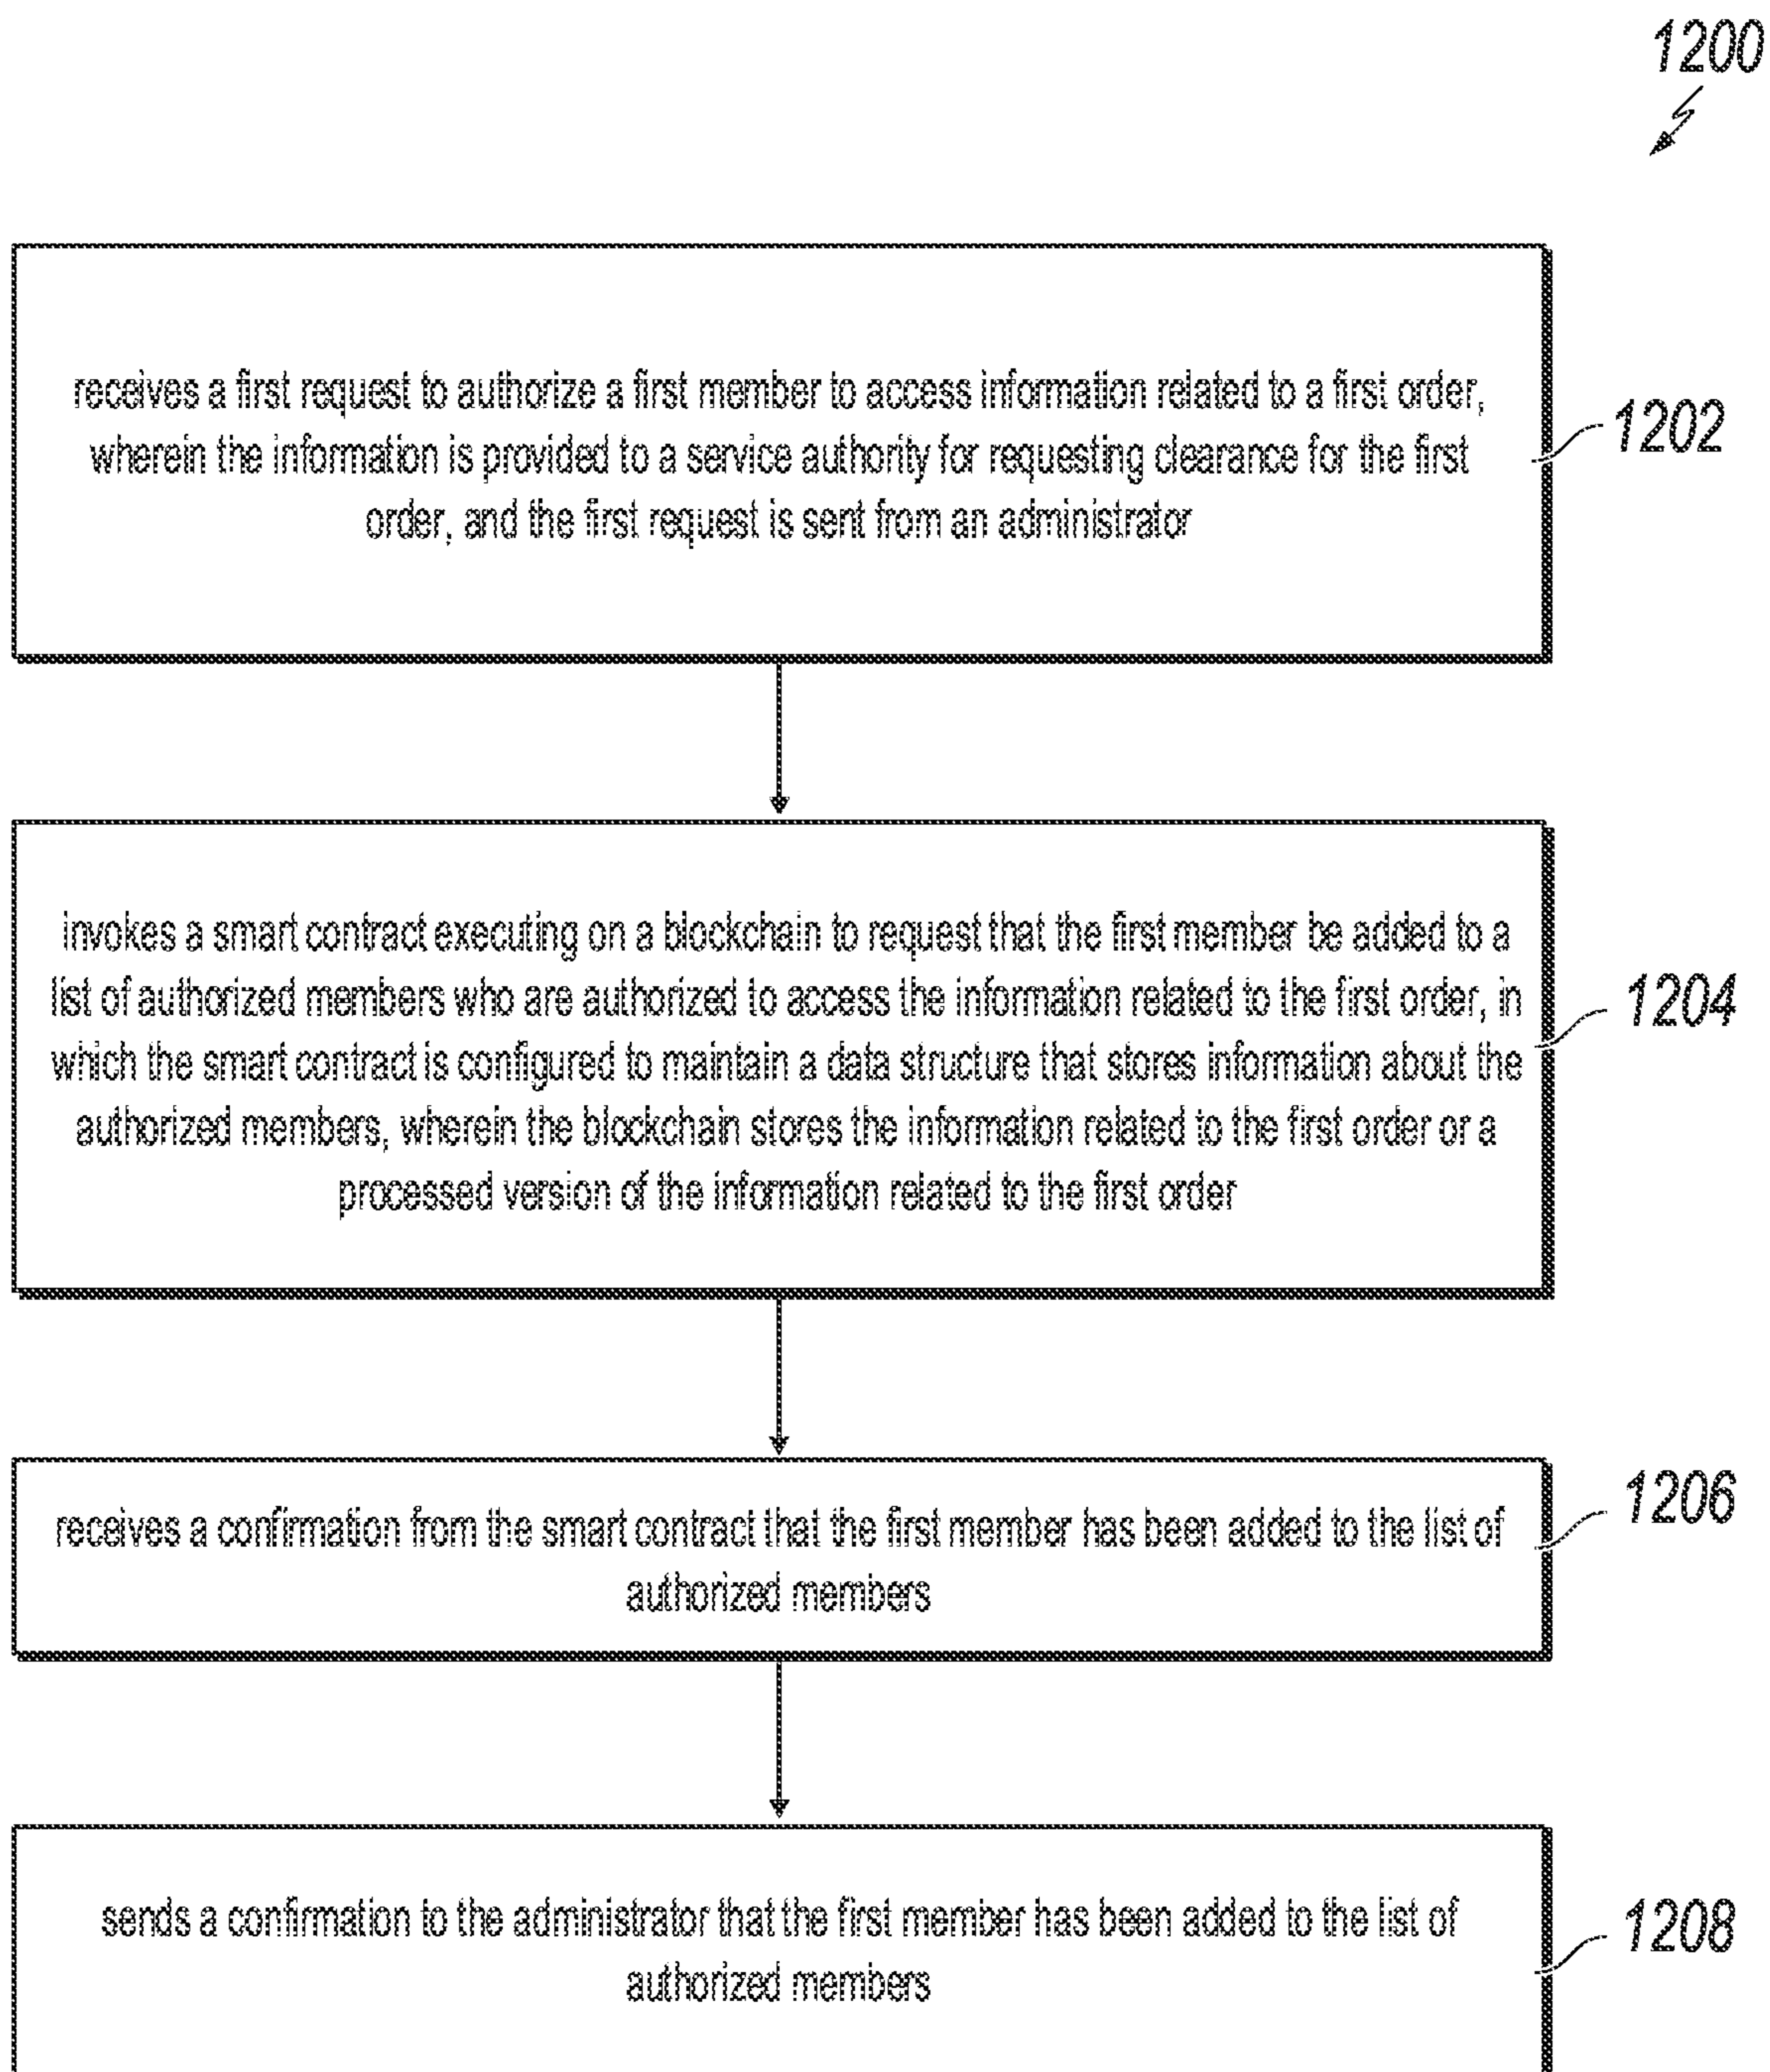 1200
receives a first request to authorize a first member to access information related to a first order,
wherein the information is provided to a service authority for requesting clearance for the first
order, and the first request is sent from an administrator
1202
invokes a smart contract executing on a blockchain to request that the first member be added to a
list of authorized members who are authorized to access the information related to the first order, in
which the smart contract is configured to maintain a data structure that stores information about the
authorized members, wherein the blockchain stores the information related to the first order or a
processed version of the information related to the first order
1204
receives a confirmation from the smart contract that the first member has been added to the list of
authorized members
1206
sends a confirmation to the administrator that the first member has been added to the list of
authorized members
1208